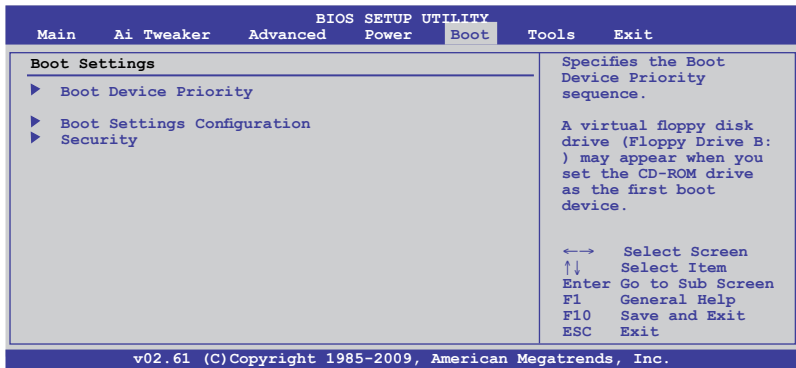 BIOS SETUP UTILITY
Main Ai Tweaker Advanced Power Boot Tools Exit
Boot Settings
Boot Device Priority
Boot Settings Configuration
Security
Specifies the Boot
Device Priority
sequence.
A virtual floppy disk
drive (Floppy Drive B:
) may appear when you
set the CD-ROM drive
as the first boot
device.
←→ Select Screen
↑↓ Select Item
Enter Go to Sub Screen
F1 General Help
F10 Save and Exit
ESC Exit
v02.61 (C)Copyright 1985-2009, American Megatrends, Inc.